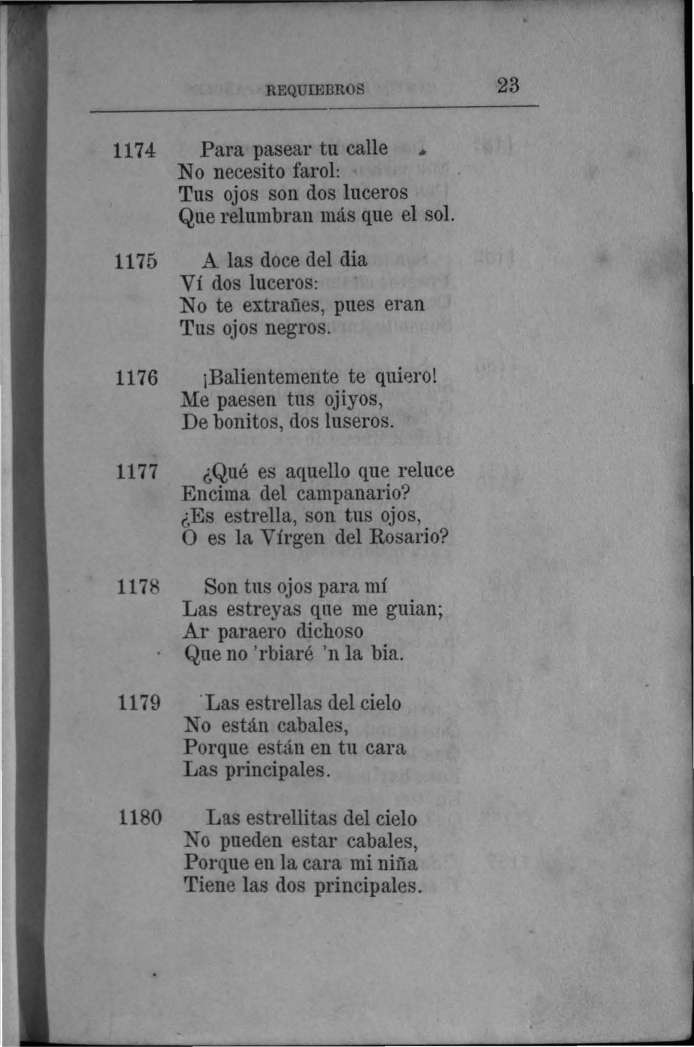 REQUIEBROS 23
1174 Para pasear tu calle
No necesito farol:
Tus ojos son dos luceros
Que relumbran más que el sol.
1175 A las doce del dia
Ví dos luceros:
No te extrañes, pues eran
Tus ojos negros.
1176 ¡Balientemente te quiero!
Me paesen tus ojiyos,
De bonitos, dos luseros.
1177 ¿Qué es aquello que reluce
Encima del campanario?
¿Es estrella, son tus ojos,
O es la Vírgen del Rosario?
1178 Son tus ojos para mí
Las estreyas que me guian;
Ar paraero dichoso
Que no 'rbiaré 'n la bia.
1179 Las estrellas del cielo
No están cabales,
Porque están en tu cara
Las principales.
1180 Las estrellitas del cielo
No pueden estar cabales,
Porque en la cara mi niña
Tiene las dos principales.